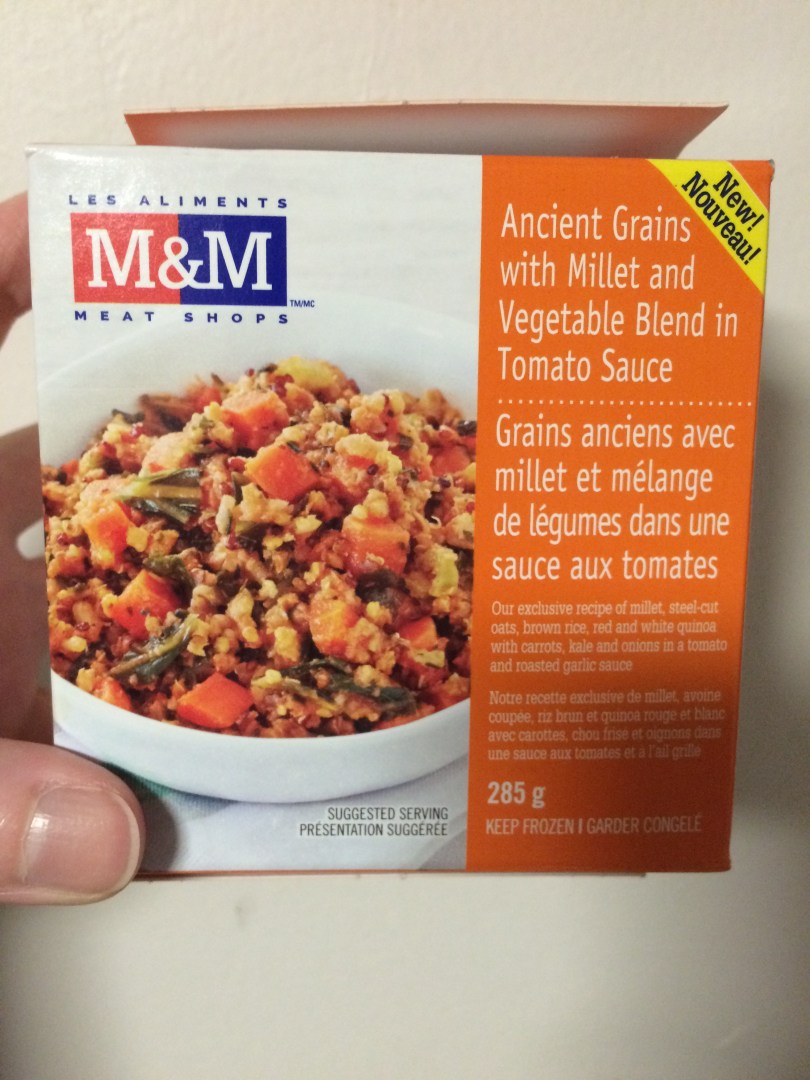 LES ALIMENTS
M&M
TM/MC
MEAT SHOPS
New!
Nouveau!
Ancient Grains
with Millet and
Vegetable Blend in
Tomato Sauce
Grains anciens avec
millet et mélange
de légumes dans une
sauce aux tomates
Our exclusive recipe of millet, steel-cut
oats, brown rice, red and white quinoa
with carrots, kale and onions in a tomato
and roasted garlic sauce
Notre recette exclusive de millet, avoine
coupée, riz brun et quinoa rouge et blanc
avec carottes, chou frise et oignons dans
une sauce aux tomates et à l'ail grille
285 g
KEEP FROZEN I GARDER CONGELÉ
SUGGESTED SERVING
PRÉSENTATION SUGGÉRÉE